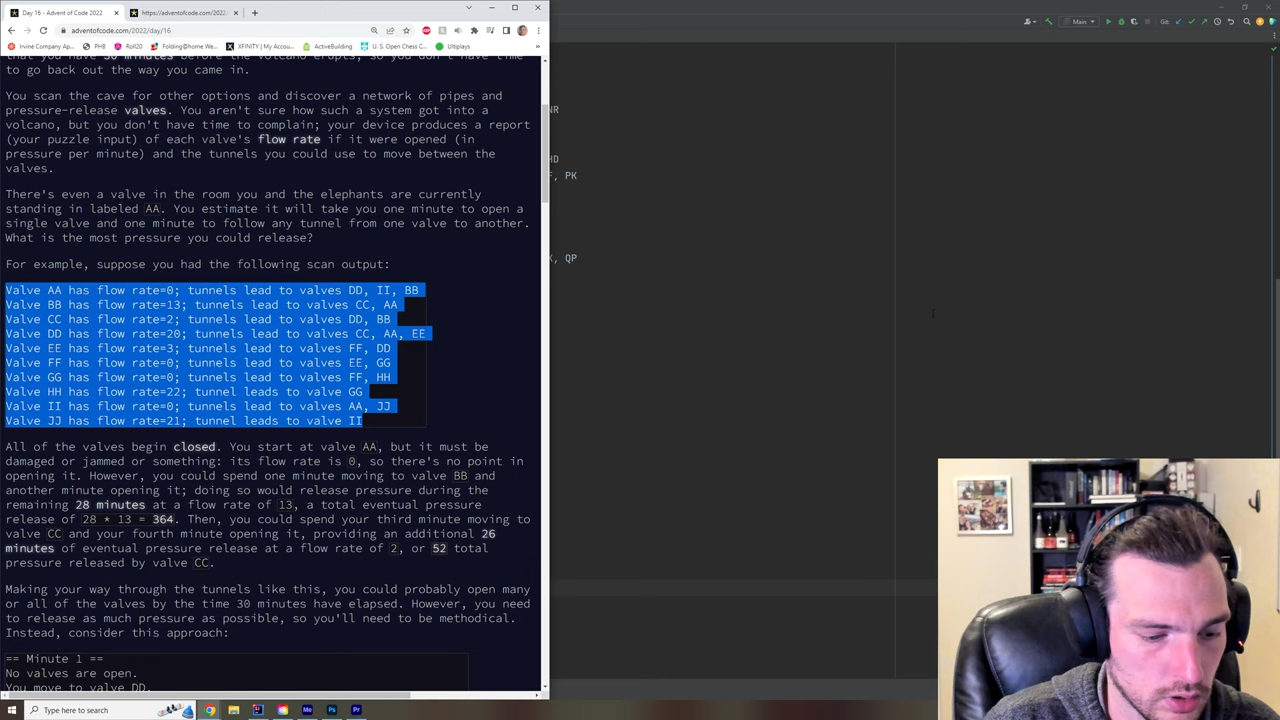 Day 16 - Advent of Code 2022
https://adventofcode.com/2022
Main
Git:
adventofcode.com/2022/day/16
Irvine Company App...
PHB
Roll20
Folding@home We...
XFINITY | My Accou...
ActiveBuilding
U. S. Open Chess C...
Ultiplays
to go back out the way you came in.
You scan the cave for other options and discover a network of pipes and
pressure-release valves. You aren't sure how such a system got into a
volcano, but you don't have time to complain; your device produces a report
(your puzzle input) of each valve's flow rate if it were opened (in
pressure per minute) and the tunnels you could use to move between the
valves.
There's even a valve in the room you and the elephants are currently
standing in labeled AA. You estimate it will take you one minute to open a
single valve and one minute to follow any tunnel from one valve to another.
What is the most pressure you could release?
For example, suppose you had the following scan output:
Valve AA has flow rate=0; tunnels lead to valves DD, II, BB
Valve BB has flow rate=13; tunnels lead to valves CC, AA
Valve CC has flow rate=2; tunnels lead to valves DD, BB
Valve DD has flow rate=20; tunnels lead to valves CC, AA, EE
Valve EE has flow rate=3; tunnels lead to valves FF, DD
Valve FF has flow rate=0; tunnels lead to valves EE, GG
Valve GG has flow rate=0; tunnels lead to valves FF, HH
Valve HH has flow rate=22; tunnel leads to valve GG
Valve II has flow rate=0; tunnels lead to valves AA, JJ
Valve JJ has flow rate=21; tunnel leads to valve II
All of the valves begin closed. You start at valve AA, but it must be
damaged or jammed or something: its flow rate is 0, so there's no point in
opening it. However, you could spend one minute moving to valve BB and
another minute opening it; doing so would release pressure during the
remaining 28 minutes at a flow rate of 13, a total eventual pressure
release of 28 * 13 = 364. Then, you could spend your third minute moving to
valve CC and your fourth minute opening it, providing an additional 26
minutes of eventual pressure release at a flow rate of 2, or 52 total
pressure released by valve CC.
Making your way through the tunnels like this, you could probably open many
or all of the valves by the time 30 minutes have elapsed. However, you need
to release as much pressure as possible, so you'll need to be methodical.
Instead, consider this approach:
== Minute 1 ==
No valves are open.
You move to valve DD.
NR
HD
F, PK
X, QP
Type here to search